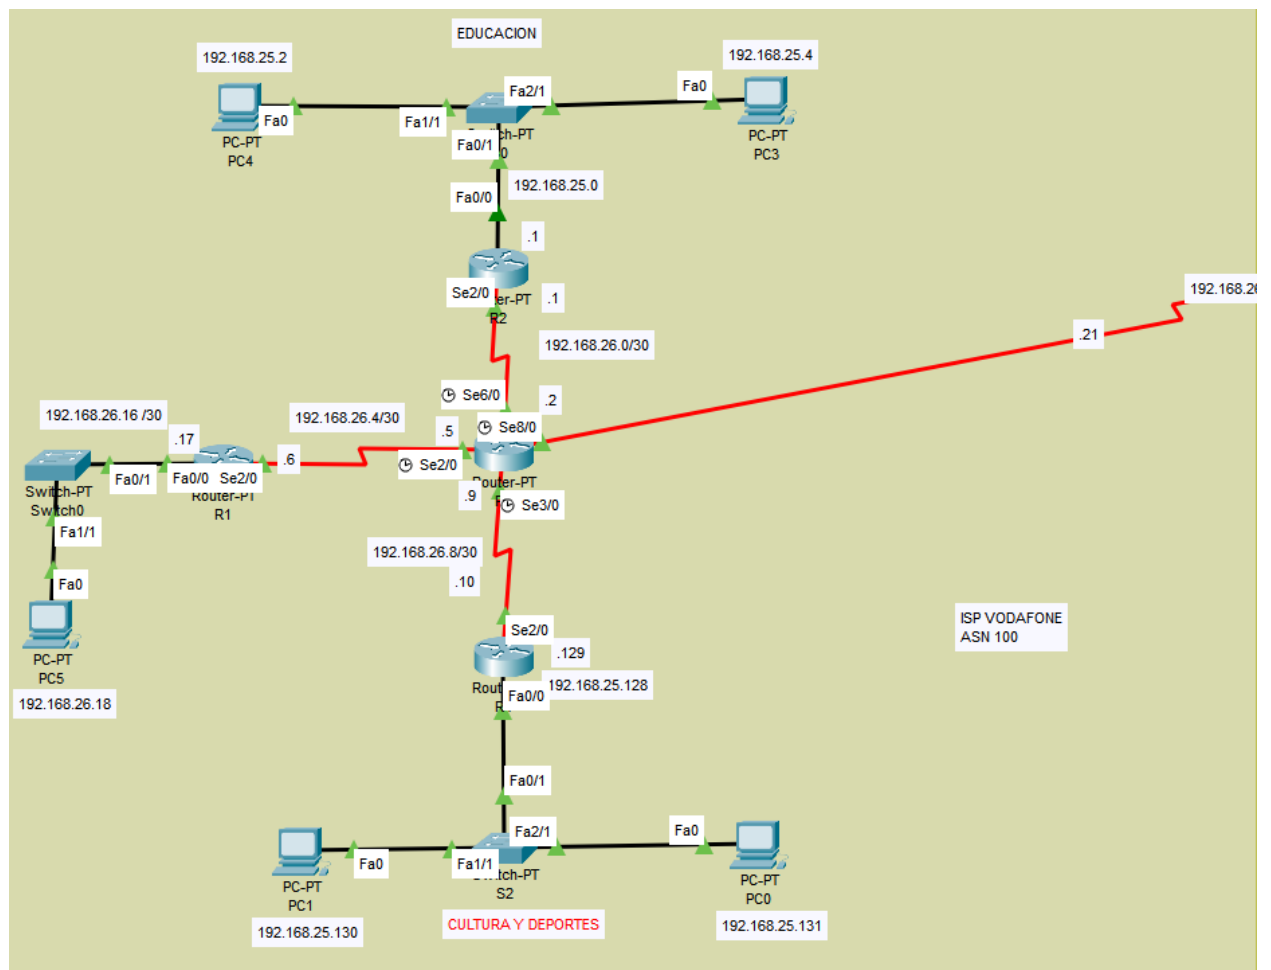 EDUCACION
192.168.25.2
192.168.25.4
Fa2/1
Fa0
Fa0
Fa1/1
PC-PT
PC4
PC-PT
PC3
Fa0/1
192.168.25.0
Fa0/0
.1
Se2/0
.1
R2
192.168.26
.21
192.168.26.0/30
Se6/0
.2
192.168.26.16 /30
192.168.26.4/30
.5
Se8/0
.17
.6
Se2/0
Fa0/1
Fa0/0
Se2/0
Switch-PT
Switch0
Router-PT
R1
Router-PT
.9
Se3/0
Fa1/1
192.168.26.8/30
.10
Fa0
PC-PT
PC5
192.168.26.18
ISP VODAFONE
ASN 100
Se2/0
.129
192.168.25.128
Fa0/0
Fa0/1
Fa2/1
Fa0
Fa0
Fa1/1
PC-PT
PC1
S2
PC-PT
PC0
192.168.25.130
CULTURA Y DEPORTES
192.168.25.131